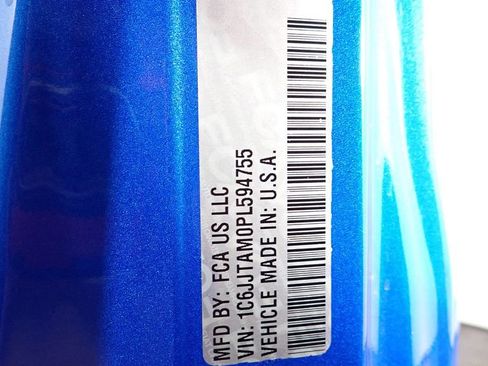 MFD BY: FCA US LLC
VIN: 1C6JJTAM0PL594755
VEHICLE MADE IN: U.S.A.